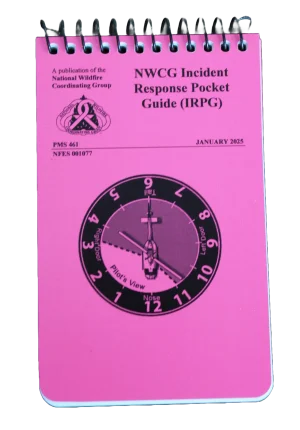 A publication of the
National Wildfire
Coordinating Group
NWCG Incident
Response Pocket
Guide (IRPG)
PMS 461
JANUARY 2025
NFES 001077
6
Tail
5
7
4
8
Right Door
Left Door
3
9
2
10
Pilot's View
1
Nose
11
12